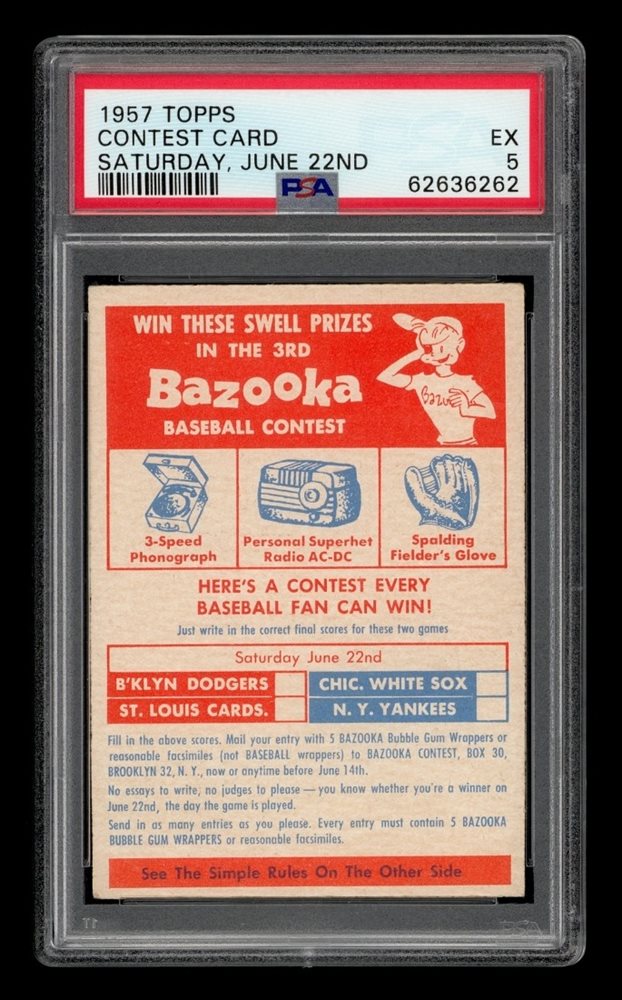 1957 TOPPS
CONTEST CARD EX
SATURDAY, JUNE 22ND 5
PSA 62636262
WIN THESE SWELL PRIZES
IN THE 3RD
Bazooka
BASEBALL CONTEST
3-Speed
Phonograph
Personal Superhet
Radio AC-DC
Spalding
Fielder's Glove
HERE'S A CONTEST EVERY
BASEBALL FAN CAN WIN!
Just write in the correct final scores for these two games
Saturday June 22nd
B'KLYN DODGERS CHIC. WHITE SOX
ST. LOUIS CARDS. N. Y. YANKEES
Fill in the above scores. Mail your entry with 5 BAZOOKA Bubble Gum Wrappers or
reasonable facsimiles (not BASEBALL wrappers) to BAZOOKA CONTEST, BOX 30,
BROOKLYN 32, N. Y., now or anytime before June 14th.
No essays to write, no judges to please — you know whether you're a winner on
June 22nd, the day the game is played.
Send in as many entries as you please. Every entry must contain 5 BAZOOKA
BUBBLE GUM WRAPPERS or reasonable facsimiles.
See The Simple Rules On The Other Side
PSA